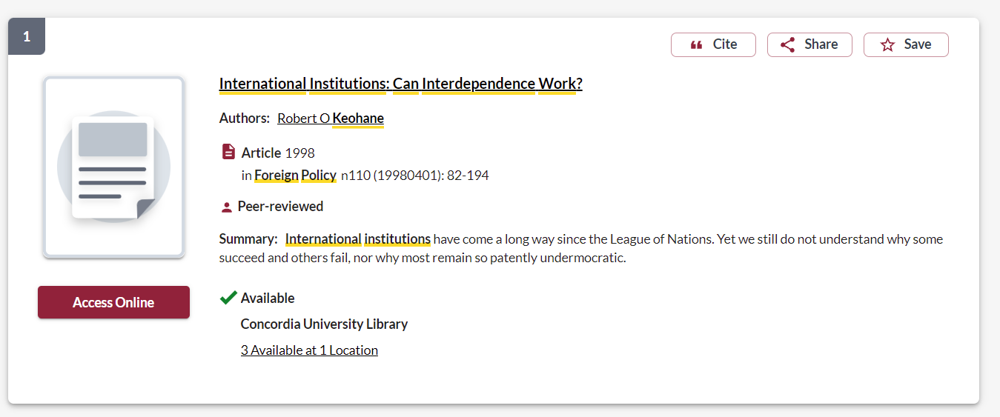 1
Cite
Share
Save
International Institutions: Can Interdependence Work?
Authors: Robert O Keohane
Article 1998
in Foreign Policy n110 (19980401): 82-194
Peer-reviewed
Summary: International institutions have come a long way since the League of Nations. Yet we still do not understand why some
succeed and others fail, nor why most remain so patently undermocratic.
Access Online
Available
Concordia University Library
3 Available at 1 Location